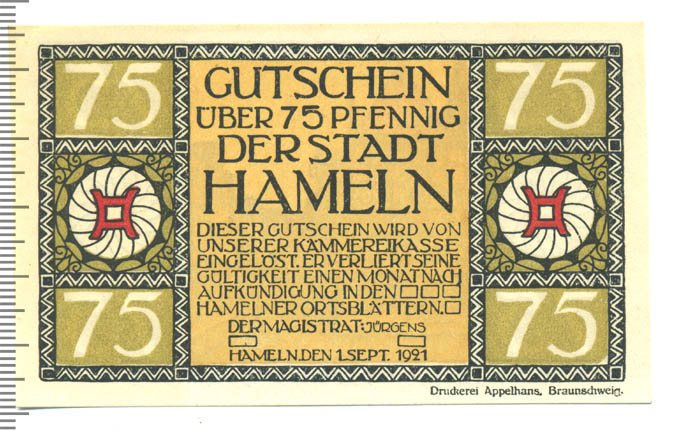 75 75
GUTSCHEIN
ÜBER 75 PFENNIG
DER STADT
HAMELN
DIESER GUTSCHEIN WIRD VON
UNSERER KÄMMEREIKASSE
EINGELÖST. ER VERLIERT SEINE
GÜLTIGKEIT EINEN MONAT NACH
AUFKÜNDIGUNG IN DEN
HAMELNER ORTSBLÄTTERN.
DER MAGISTRAT: JÜRGENS
HAMELN, DEN 1. SEPT. 1921
75 75
Druckerei Appelhans, Braunschweig.